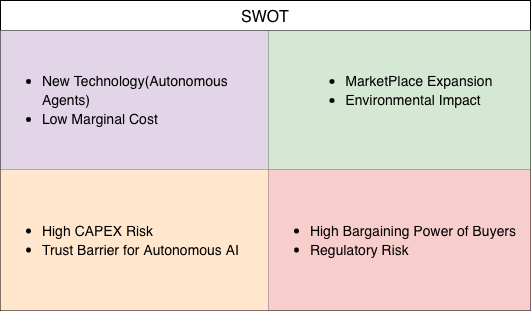 SWOT
New Technology(Autonomous
Agents)
Low Marginal Cost
MarketPlace Expansion
Environmental Impact
High CAPEX Risk
Trust Barrier for Autonomous AI
High Bargaining Power of Buyers
Regulatory Risk